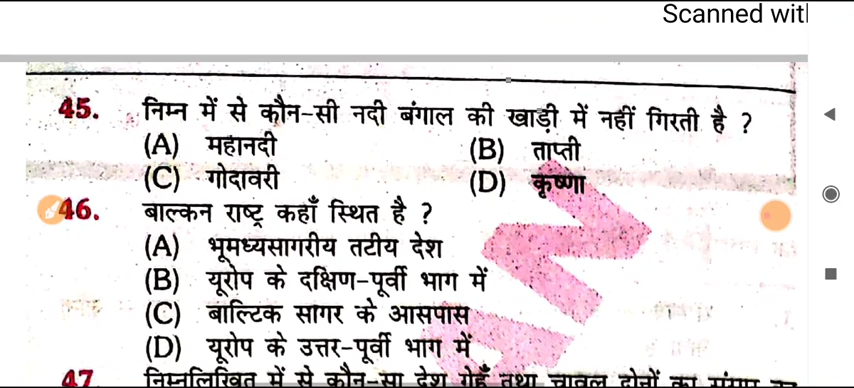 Scanned wit
45. निम्न में से कौन-सी नदी बंगाल की खाड़ी में नहीं गिरती है ?
(A) महानदी (B) ताप्ती
(C) गोदावरी (D) कृष्णा
46. बाल्कन राष्ट्र कहाँ स्थित है ?
(A) भूमध्यसागरीय तटीय देश
(B) यूरोप के दक्षिण-पूर्वी भाग में
(C) बाल्टिक सागर के आसपास
(D) यूरोप के उत्तर-पूर्वी भाग में
47 निम्नलिखित में से कौन-सा देश गेहूँ तथा चावल दोनों का